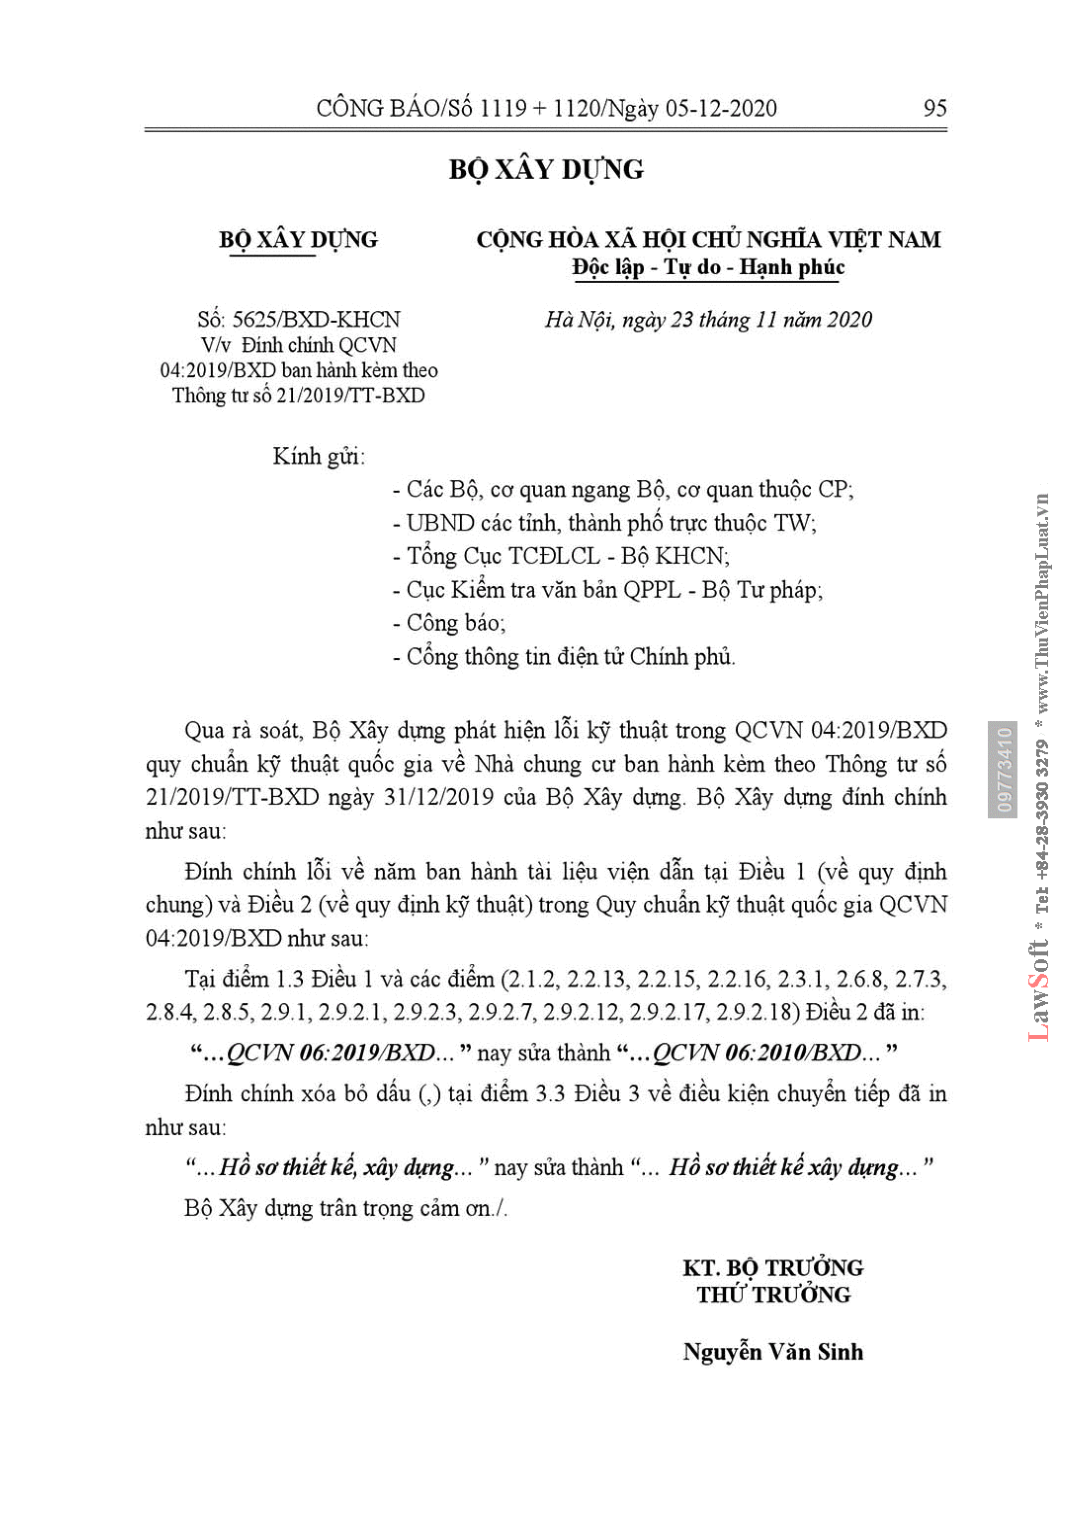 CÔNG BÁO/Số 1119 + 1120/Ngày 05-12-2020 95
BỘ XÂY DỰNG
BỘ XÂY DỰNG
CỘNG HÒA XÃ HỘI CHỦ NGHĨA VIỆT NAM
Độc lập - Tự do - Hạnh phúc
Số: 5625/BXD-KHCN
V/v Đính chính QCVN
04:2019/BXD ban hành kèm theo
Thông tư số 21/2019/TT-BXD
Hà Nội, ngày 23 tháng 11 năm 2020
Kính gửi:
- Các Bộ, cơ quan ngang Bộ, cơ quan thuộc CP;
- UBND các tỉnh, thành phố trực thuộc TW;
- Tổng Cục TCĐLCL - Bộ KHCN;
- Cục Kiểm tra văn bản QPPL - Bộ Tư pháp;
- Công báo;
- Cổng thông tin điện tử Chính phủ.
Qua rà soát, Bộ Xây dựng phát hiện lỗi kỹ thuật trong QCVN 04:2019/BXD
quy chuẩn kỹ thuật quốc gia về Nhà chung cư ban hành kèm theo Thông tư số
21/2019/TT-BXD ngày 31/12/2019 của Bộ Xây dựng. Bộ Xây dựng đính chính
như sau:
Đính chính lỗi về năm ban hành tài liệu viện dẫn tại Điều 1 (về quy định
chung) và Điều 2 (về quy định kỹ thuật) trong Quy chuẩn kỹ thuật quốc gia QCVN
04:2019/BXD như sau:
Tại điểm 1.3 Điều 1 và các điểm (2.1.2, 2.2.13, 2.2.15, 2.2.16, 2.3.1, 2.6.8, 2.7.3,
2.8.4, 2.8.5, 2.9.1, 2.9.2.1, 2.9.2.3, 2.9.2.7, 2.9.2.12, 2.9.2.17, 2.9.2.18) Điều 2 đã in:
“…QCVN 06:2019/BXD… ” nay sửa thành “…QCVN 06:2010/BXD… ”
Đính chính xóa bỏ dấu (,) tại điểm 3.3 Điều 3 về điều kiện chuyển tiếp đã in
như sau:
“…Hồ sơ thiết kế, xây dựng… ” nay sửa thành “… Hồ sơ thiết kế xây dựng… ”
Bộ Xây dựng trân trọng cảm ơn./.
KT. BỘ TRƯỞNG
THỨ TRƯỞNG
Nguyễn Văn Sinh
09773410
LawSoft * Tel: +84-28-3930 3279 * www.ThuVienPhapLuat.vn